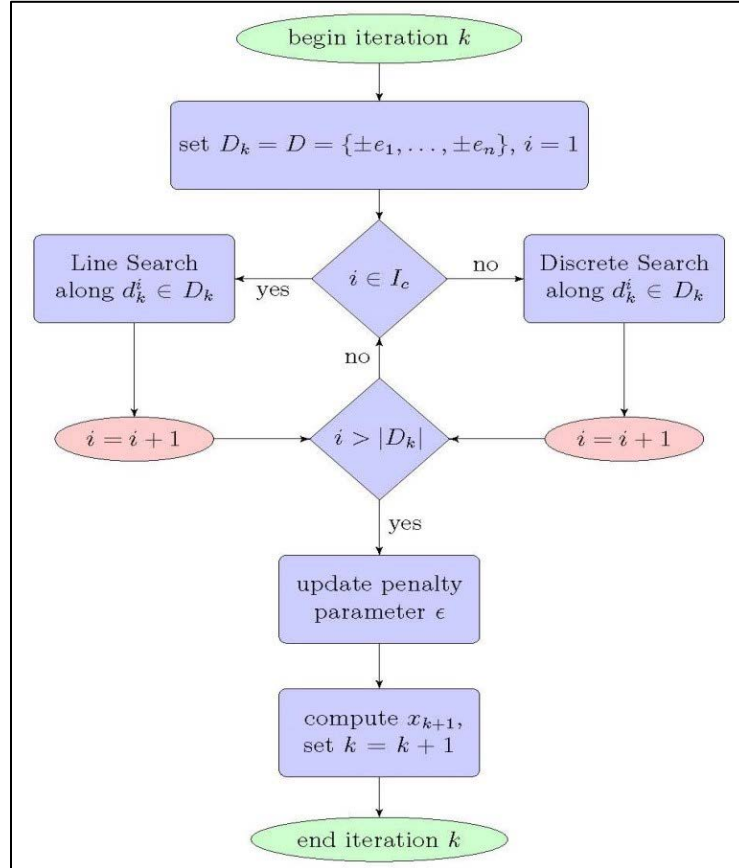 begin iteration k
set D_k = D = {±e_1, . . . , ±e_n}, i = 1
Line Search
along d_k^i ∈ D_k
yes
i ∈ I_c
no
Discrete Search
along d_k^i ∈ D_k
no
i = i + 1
i > |D_k|
i = i + 1
yes
update penalty
parameter ϵ
compute x_{k+1},
set k = k + 1
end iteration k